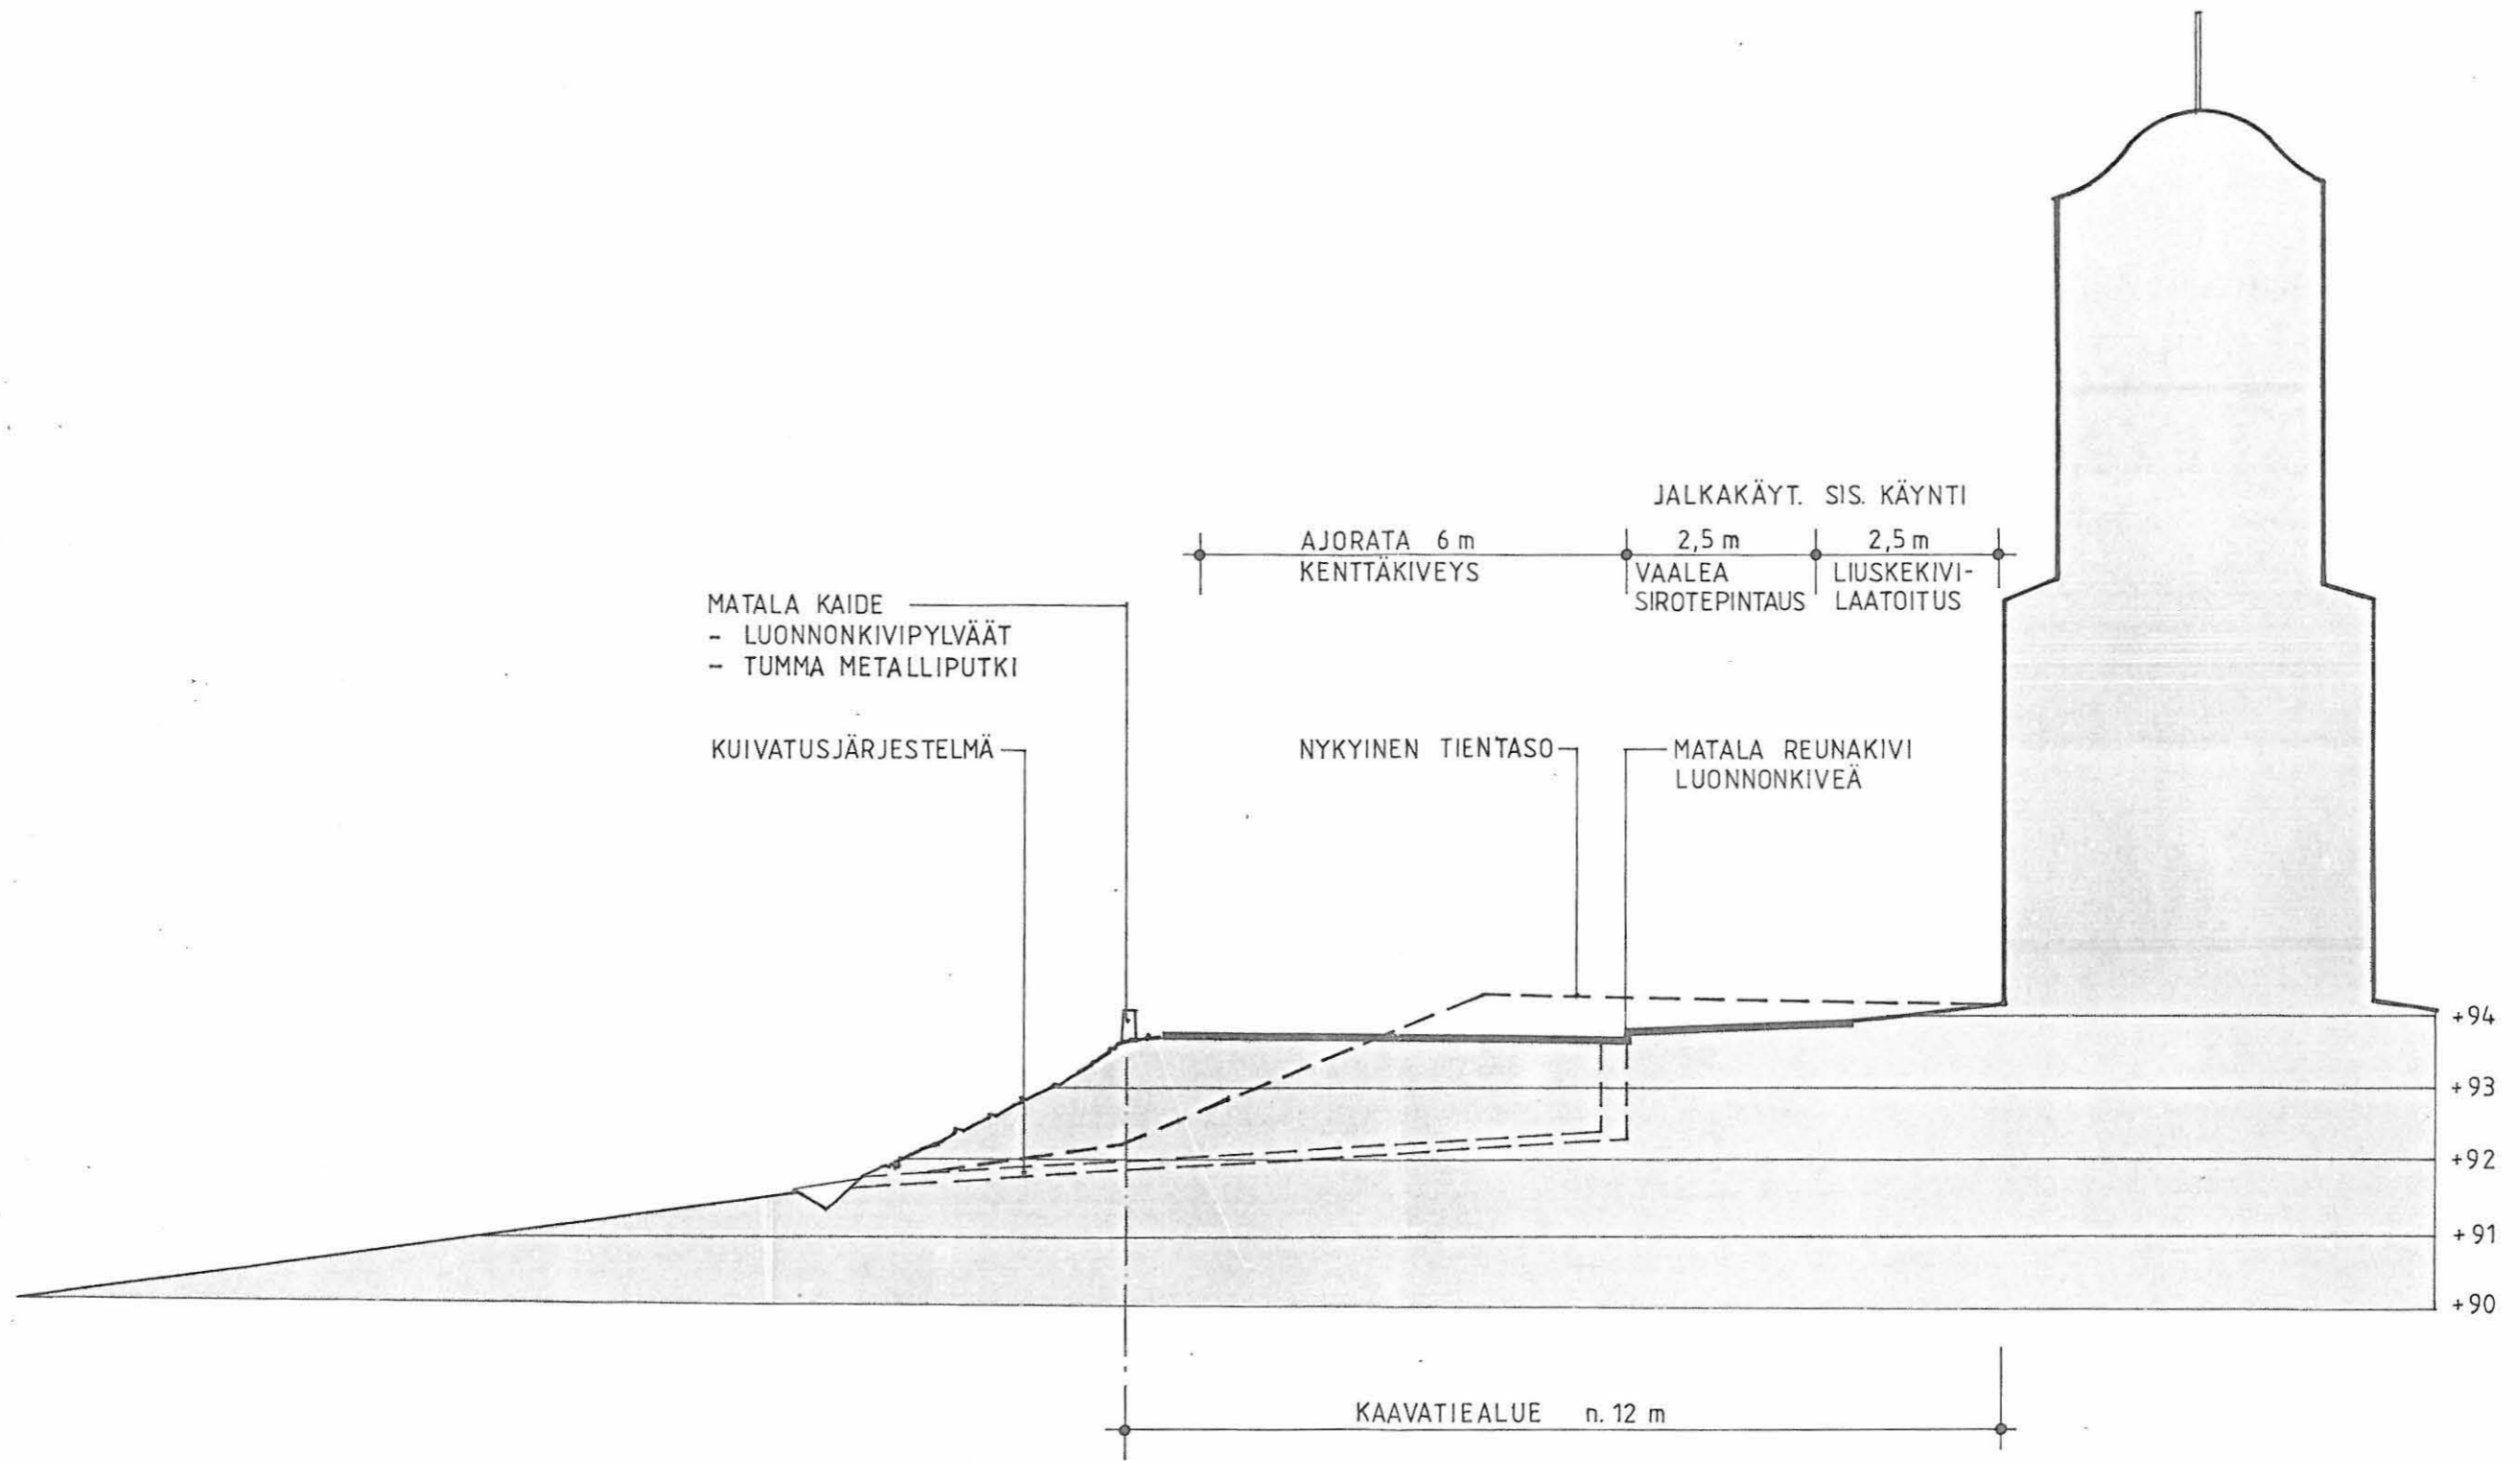 JALKAKÄYT. SIS. KÄYNTI
AJORATA 6 m
KENTTÄKIVEYS
2,5 m
VAALEA
SIROTEPINTAUS
2,5 m
LIUSKEKIVI-
LAATOITUS
MATALA KAIDE
- LUONNONKIVIPYLVÄÄT
- TUMMA METALLIPUTKI
KUIVATUSJÄRJESTELMÄ
NYKYINEN TIENTASO
MATALA REUNAKIVI
LUONNONKIVEÄ
+94
+93
+92
+91
+90
KAAVATIEALUE n. 12 m